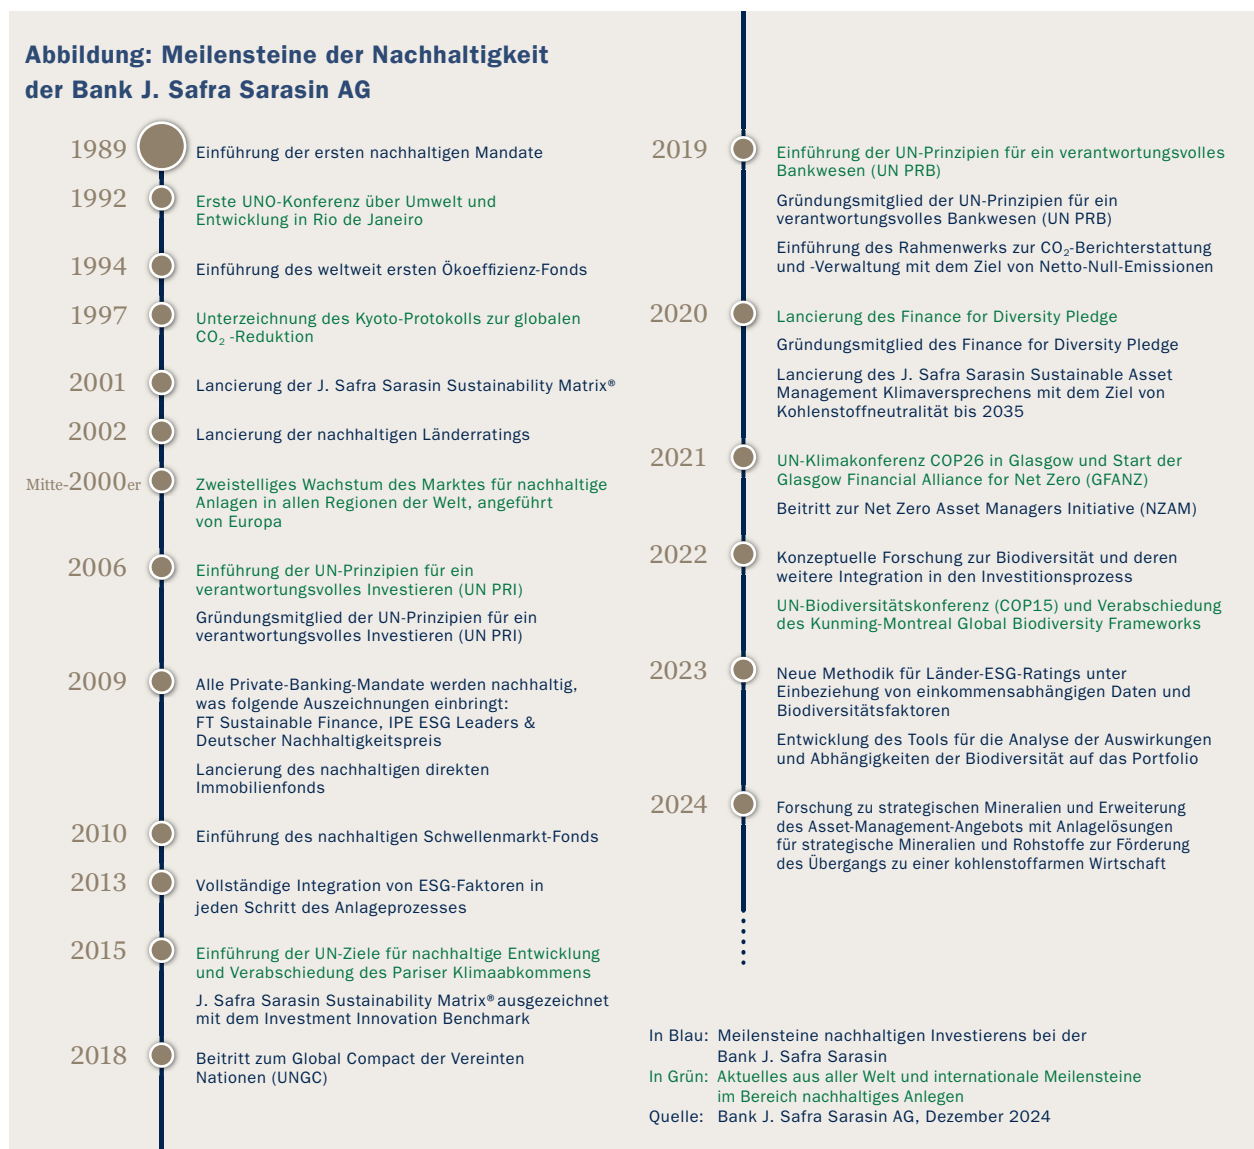 Abbildung: Meilensteine der Nachhaltigkeit
der Bank J. Safra Sarasin AG
1989
Einführung der ersten nachhaltigen Mandate
1992
Erste UNO-Konferenz über Umwelt und
Entwicklung in Rio de Janeiro
1994
Einführung des weltweit ersten Ökoeffizienz-Fonds
1997
Unterzeichnung des Kyoto-Protokolls zur globalen
CO₂ -Reduktion
2001
Lancierung der J. Safra Sarasin Sustainability Matrix®
2002
Lancierung der nachhaltigen Länderratings
Mitte-2000er
Zweistelliges Wachstum des Marktes für nachhaltige
Anlagen in allen Regionen der Welt, angeführt
von Europa
2006
Einführung der UN-Prinzipien für ein
verantwortungsvolles Investieren (UN PRI)
Gründungsmitglied der UN-Prinzipien für ein
verantwortungsvolles Investieren (UN PRI)
2009
Alle Private-Banking-Mandate werden nachhaltig,
was folgende Auszeichnungen einbringt:
FT Sustainable Finance, IPE ESG Leaders &
Deutscher Nachhaltigkeitspreis
Lancierung des nachhaltigen direkten
Immobilienfonds
2010
Einführung des nachhaltigen Schwellenmarkt-Fonds
2013
Vollständige Integration von ESG-Faktoren in
jeden Schritt des Anlageprozesses
2015
Einführung der UN-Ziele für nachhaltige Entwicklung
und Verabschiedung des Pariser Klimaabkommens
J. Safra Sarasin Sustainability Matrix® ausgezeichnet
mit dem Investment Innovation Benchmark
2018
Beitritt zum Global Compact der Vereinten
Nationen (UNGC)
2019
Einführung der UN-Prinzipien für ein verantwortungsvolles
Bankwesen (UN PRB)
Gründungsmitglied der UN-Prinzipien für ein
verantwortungsvolles Bankwesen (UN PRB)
Einführung des Rahmenwerks zur CO₂-Berichterstattung
und -Verwaltung mit dem Ziel von Netto-Null-Emissionen
2020
Lancierung des Finance for Diversity Pledge
Gründungsmitglied des Finance for Diversity Pledge
Lancierung des J. Safra Sarasin Sustainable Asset
Management Klimaversprechens mit dem Ziel von
Kohlenstoffneutralität bis 2035
2021
UN-Klimakonferenz COP26 in Glasgow und Start der
Glasgow Financial Alliance for Net Zero (GFANZ)
Beitritt zur Net Zero Asset Managers Initiative (NZAM)
2022
Konzeptuelle Forschung zur Biodiversität und deren
weitere Integration in den Investitionsprozess
UN-Biodiversitätskonferenz (COP15) und Verabschiedung
des Kunming-Montreal Global Biodiversity Frameworks
2023
Neue Methodik für Länder-ESG-Ratings unter
Einbeziehung von einkommensabhängigen Daten und
Biodiversitätsfaktoren
Entwicklung des Tools für die Analyse der Auswirkungen
und Abhängigkeiten der Biodiversität auf das Portfolio
2024
Forschung zu strategischen Mineralien und Erweiterung
des Asset-Management-Angebots mit Anlagelösungen
für strategische Mineralien und Rohstoffe zur Förderung
des Übergangs zu einer kohlenstoffarmen Wirtschaft
In Blau: Meilensteine nachhaltigen Investierens bei der
Bank J. Safra Sarasin
In Grün: Aktuelles aus aller Welt und internationale Meilensteine
im Bereich nachhaltiges Anlegen
Quelle: Bank J. Safra Sarasin AG, Dezember 2024